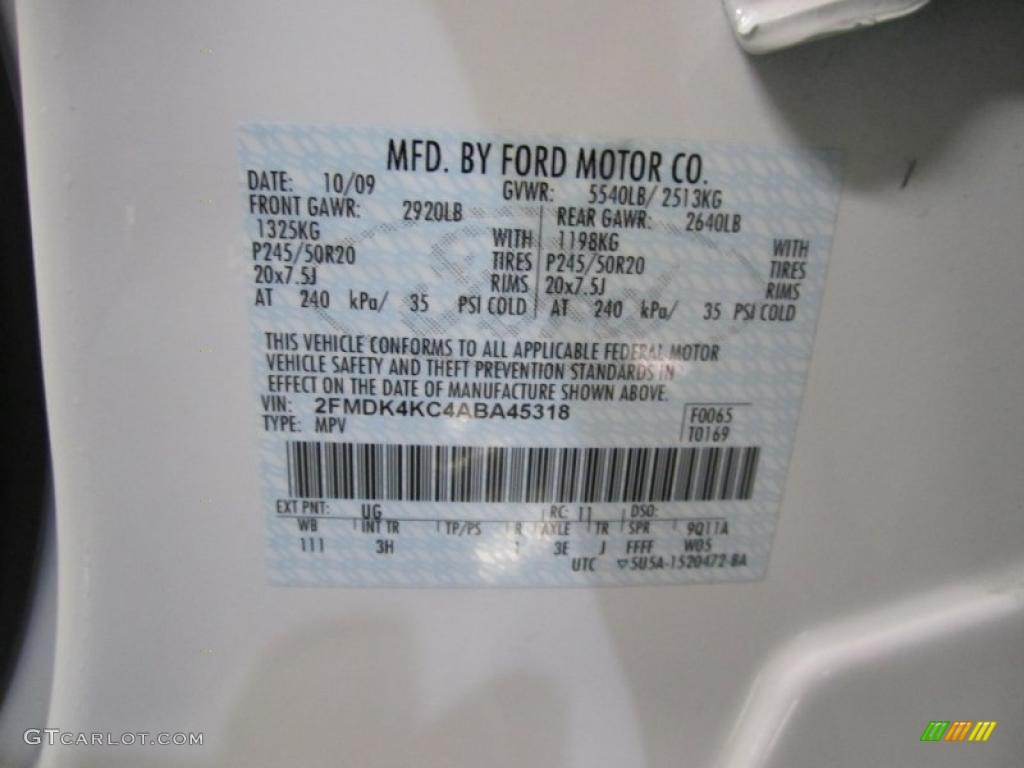 MFD. BY FORD MOTOR CO.
DATE: 10/09 GVWR: 5540LB/ 2513KG
FRONT GAWR: 2920LB REAR GAWR: 2640LB
1325KG WITH 1198KG WITH
P245/50R20 TIRES P245/50R20 TIRES
20x7.5J RIMS 20x7.5J RIMS
AT 240 kPa/ 35 PSI COLD AT 240 kPa/ 35 PSI COLD
THIS VEHICLE CONFORMS TO ALL APPLICABLE FEDERAL MOTOR
VEHICLE SAFETY AND THEFT PREVENTION STANDARDS IN
EFFECT ON THE DATE OF MANUFACTURE SHOWN ABOVE.
VIN: 2FMDK4KC4ABA45318 F0065
TYPE: MPV T0169
EXT PNT: UG RC: 11 DSO:
WB INT TR TP/PS R AXLE TR SPR 9Q11A
111 3H 1 3E J FFFF W05
UTC ▽5U5A-1520472-BA
GTCARLOT.COM